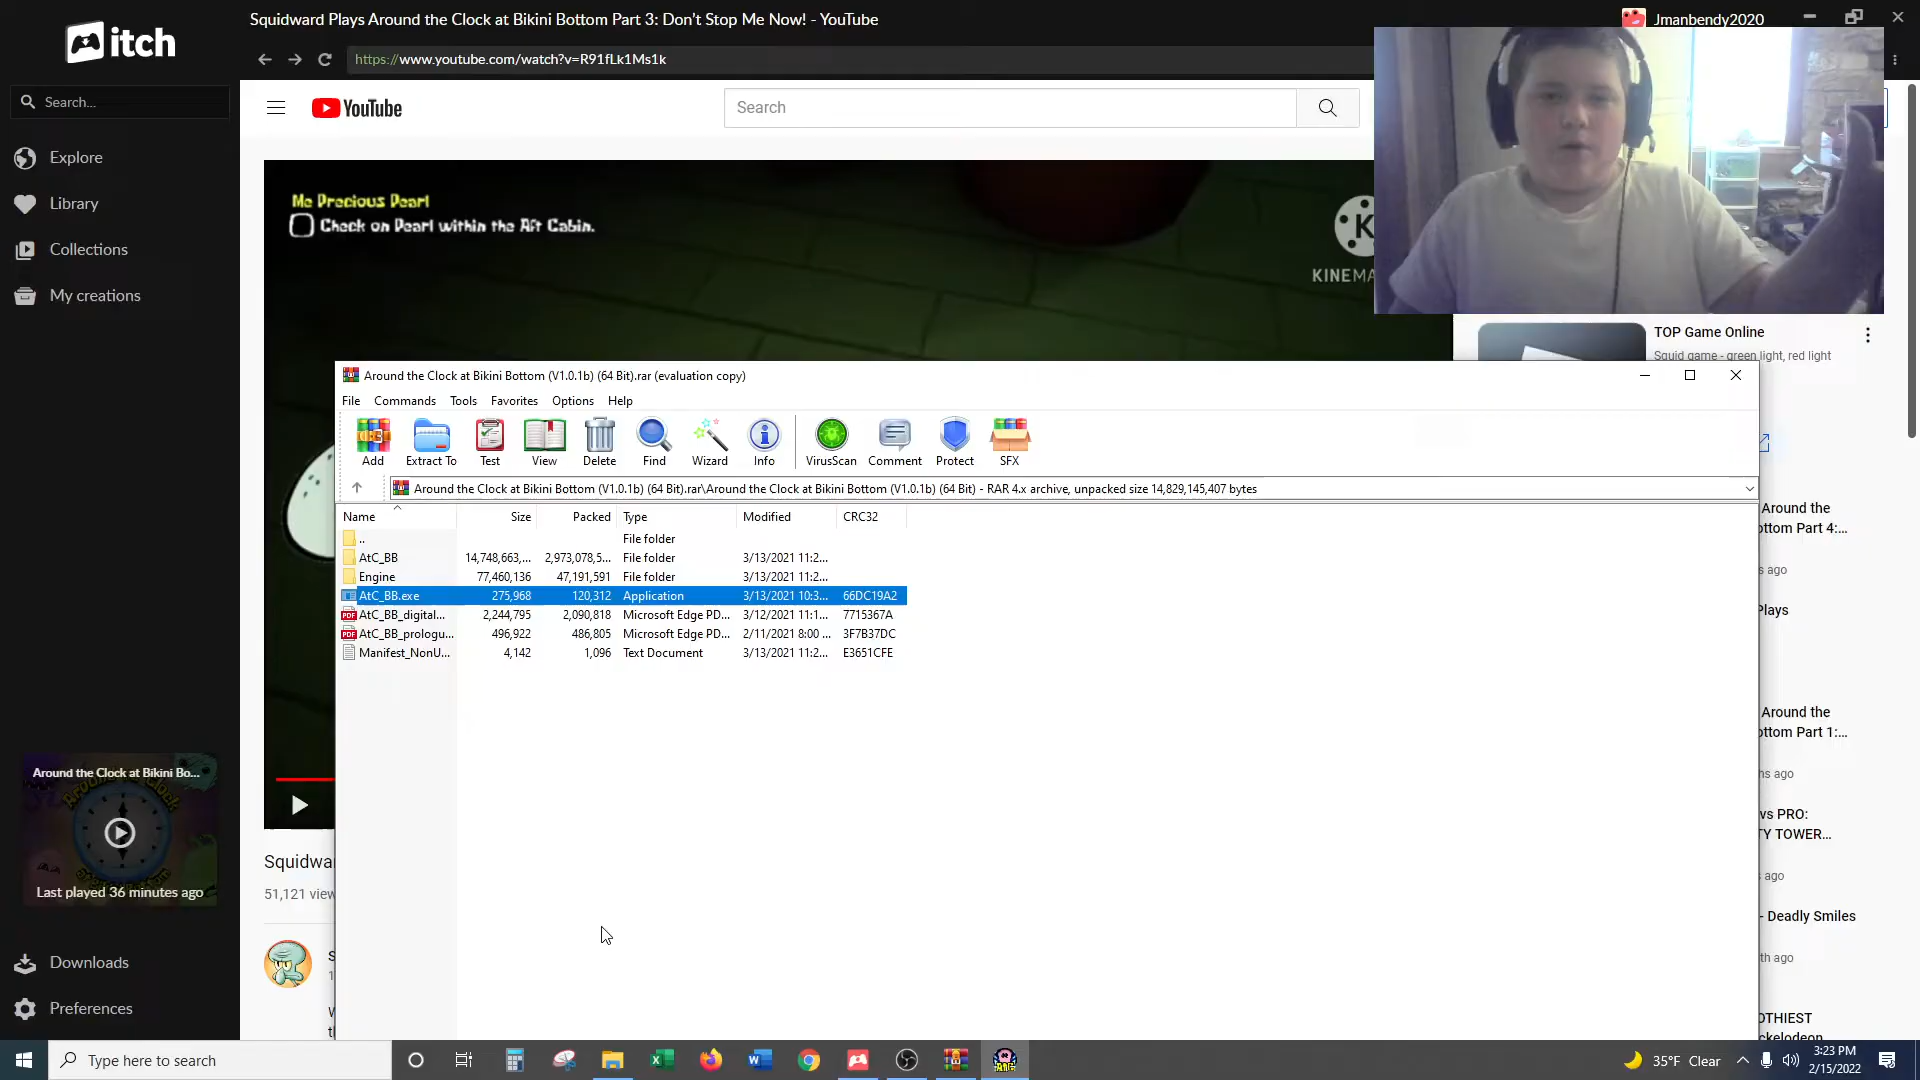 itch
Squidward Plays Around the Clock at Bikini Bottom Part 3: Don't Stop Me Now! - YouTube
Jmanbendy2020
https://www.youtube.com/watch?v=R91fLk1Ms1k
Search...
YouTube
Search
Explore
Library
Collections
My creations
Me Precious Pearl
Check on Pearl within the Aft Cabin.
K
KINEMA
TOP Game Online
Squid game - green light, red light
Around the Clock at Bikini Bottom (V1.0.1b) (64 Bit).rar (evaluation copy)
File Commands Tools Favorites Options Help
Add Extract To Test View Delete Find Wizard Info VirusScan Comment Protect SFX
Around the Clock at Bikini Bottom (V1.0.1b) (64 Bit).rar\Around the Clock at Bikini Bottom (V1.0.1b) (64 Bit) - RAR 4.x archive, unpacked size 14,829,145,407 bytes
Name Size Packed Type Modified CRC32
.. File folder
AtC_BB 14,748,663,... 2,973,078,5... File folder 3/13/2021 11:2...
Engine 77,460,136 47,191,591 File folder 3/13/2021 11:2...
AtC_BB.exe 275,968 120,312 Application 3/13/2021 10:3... 66DC19A2
AtC_BB_digital... 2,244,795 2,090,818 Microsoft Edge PD... 3/12/2021 11:1... 7715367A
AtC_BB_prologu... 496,922 486,805 Microsoft Edge PD... 2/11/2021 8:00 ... 3F7B37DC
Manifest_NonU... 4,142 1,096 Text Document 3/13/2021 11:2... E3651CFE
Around the
ottom Part 4:...
s ago
Plays
Around the
ottom Part 1:...
hs ago
vs PRO:
TY TOWER...
s ago
- Deadly Smiles
th ago
OTHIEST
ckelodeon
Around the Clock at Bikini Bo...
Last played 36 minutes ago
Squidwar
51,121 view
Downloads
Preferences
Type here to search
35°F Clear
3:23 PM
2/15/2022